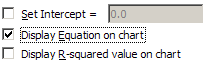 Set Intercept = 0.0
Display Equation on chart
Display R-squared value on chart